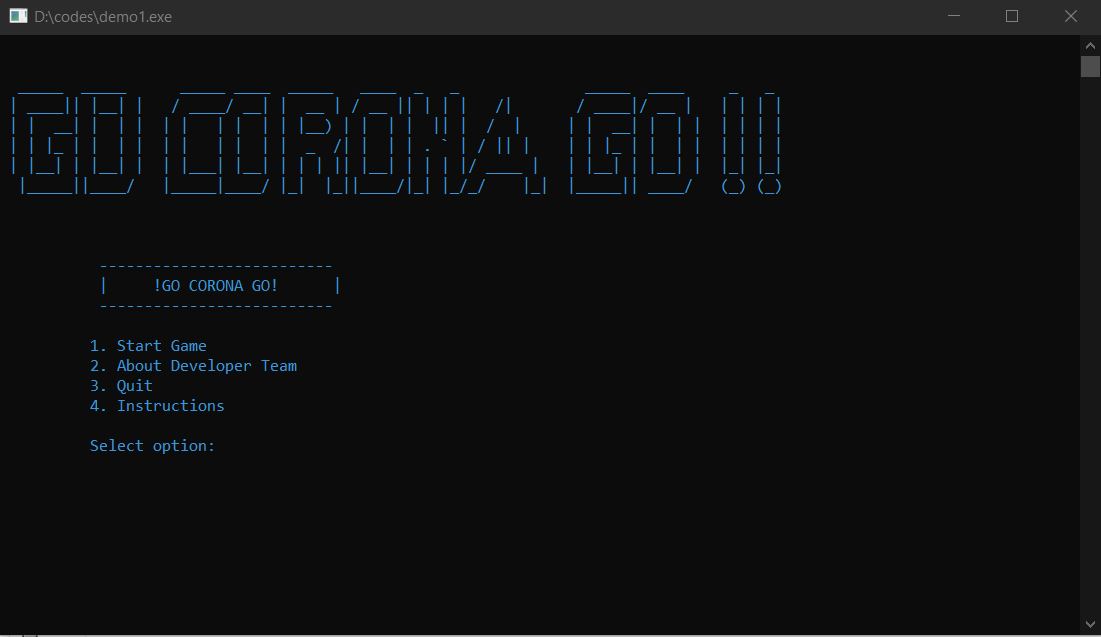 D:\codes\demo1.exe
GO CORONA GO !!
--------------------------
|     !GO CORONA GO!      |
--------------------------
1. Start Game
2. About Developer Team
3. Quit
4. Instructions
Select option: